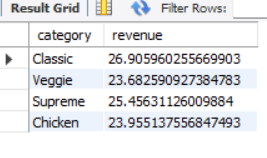 Result Grid Filter Rows:
category revenue
Classic 26.905960255669903
Veggie 23.682590927384783
Supreme 25.45631126009884
Chicken 23.955137556847493